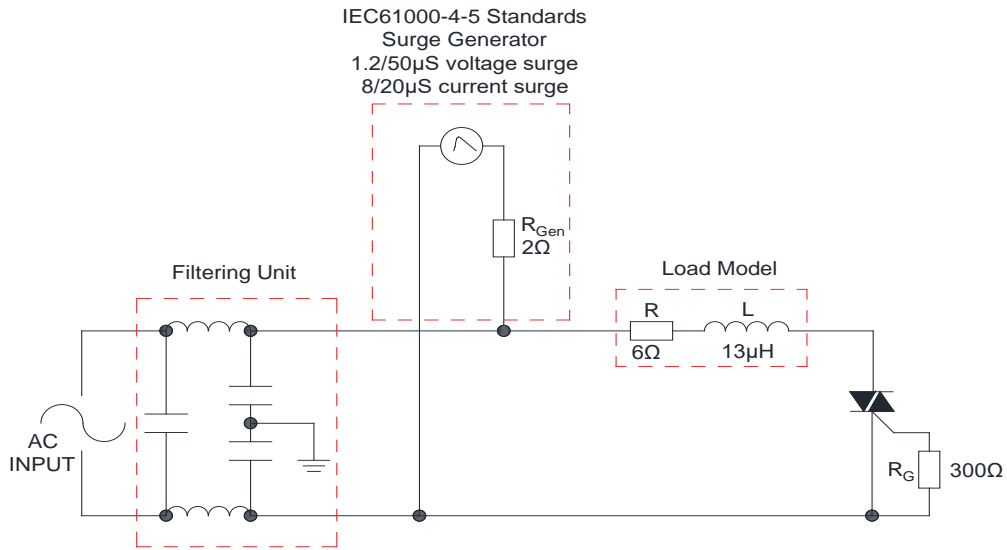 IEC61000-4-5 Standards
Surge Generator
1.2/50µS voltage surge
8/20µS current surge
RGen
2Ω
Filtering Unit
Load Model
R
L
6Ω
13µH
AC
INPUT
RG
300Ω